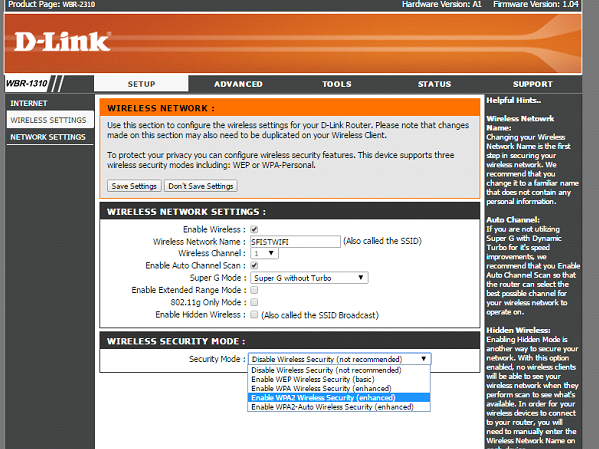 Product Page: WBR-2310 Hardware Version: A1 Firmware Version: 1.04
D-Link
WBR-1310 SETUP ADVANCED TOOLS STATUS SUPPORT
INTERNET
WIRELESS SETTINGS
NETWORK SETTINGS
WIRELESS NETWORK :
Use this section to configure the wireless settings for your D-Link Router. Please note that changes
made on this section may also need to be duplicated on your Wireless Client.
To protect your privacy you can configure wireless security features. This device supports three
wireless security modes including: WEP or WPA-Personal.
Save Settings Don't Save Settings
WIRELESS NETWORK SETTINGS :
Enable Wireless :
Wireless Network Name : SFISTWIFI (Also called the SSID)
Wireless Channel : 1
Enable Auto Channel Scan :
Super G Mode : Super G without Turbo
Enable Extended Range Mode :
802.11g Only Mode :
Enable Hidden Wireless : (Also called the SSID Broadcast)
WIRELESS SECURITY MODE :
Security Mode : Disable Wireless Security (not recommended)
Disable Wireless Security (not recommended)
Enable WEP Wireless Security (basic)
Enable WPA Wireless Security (enhanced)
Enable WPA2 Wireless Security (enhanced)
Enable WPA2-Auto Wireless Security (enhanced)
Helpful Hints..
Wireless Netowrk
Name:
Changing your Wireless
Network Name is the first
step in securing your
wireless network. We
recommend that you
change it to a familiar name
that does not contain any
personal information.
Auto Channel:
If you are not utilizing
Super G with Dynamic
Turbo for it's speed
improvements, we
recommend that you Enable
Auto Channel Scan so that
the router can select the
best possible channel for
your wireless network to
operate on.
Hidden Wireless:
Enabling Hidden Mode is
another way to secure your
network. With this option
enabled, no wireless clients
will be able to see your
wireless network when they
perform scan to see what's
available. In order for your
wireless devices to connect
to your router, you will
need to manually enter the
Wireless Network Name on